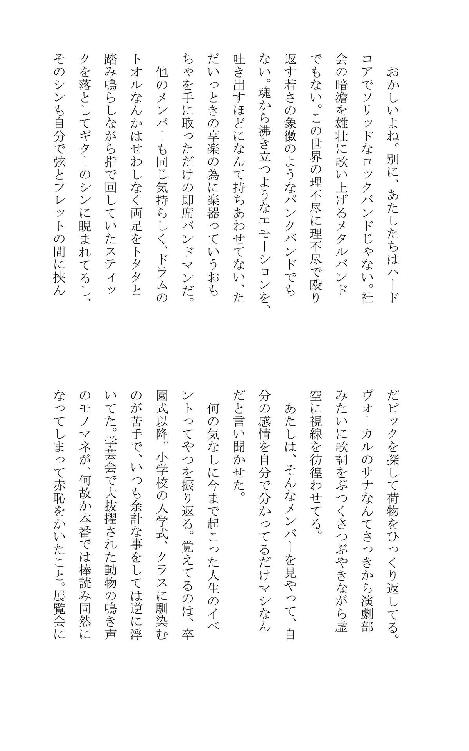 おかしいよね。別に、あたしたちはハード
コアでソリッドなロックバンドじゃない。社
会の暗澹を雄壮に歌い上げるメタルバンド
でもない。この世界の理不尽に理不尽で殴り
返す若さの象徴のようなパンクバンドでも
ない。魂から沸き立つようなエモーションを、
吐き出すほどになんて持ちあわせてない、た
だいっときの享楽の為に楽器っていうおも
ちゃを手に取っただけの即席バンドマンだ。
他のメンバーも同じ気持ちらしく、ドラムの
トオルなんかはせわしなく両足をドタドタと
踏み鳴らしながら指で回していたスティッ
クを落としてギターのシンに睨まれてるし、
そのシンも自分で弦とフレットの間に挟ん
だピックを探して荷物をひっくり返してる。
ヴォーカルのサナなんてさっきから演劇部
みたいに歌詞をぶつくさつぶやきながら虚
空に視線を彷徨わせてる。
あたしは、そんなメンバーを見やって、自
分の感情を自分で分かってるだけマシなん
だと言い聞かせた。
何の気なしに今まで起こった人生のイベ
ントってやつを振り返る。覚えてるのは、卒
園式以降。小学校の入学式、クラスに馴染む
のが苦手で、いつも余計な事をしては道に浮
いてた。学芸会で大抜擢された動物の鳴き声
のモノマネが、何故か本番では棒読み同然に
なってしまって赤恥をかいたこと。展覧会に